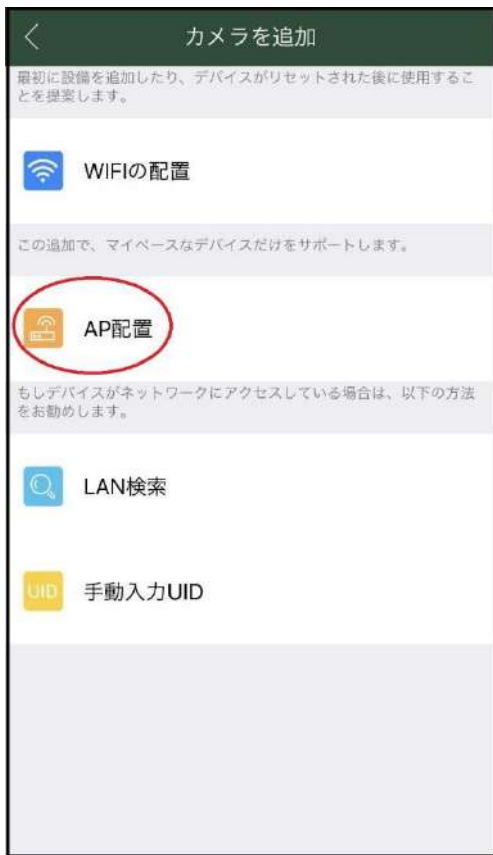 カメラを追加
最初に設備を追加したり、デバイスがリセットされた後に使用するこ
とを提案します。
WIFIの配置
この追加で、マイペースなデバイスだけをサポートします。
AP配置
もしデバイスがネットワークにアクセスしている場合は、以下の方法
をお勧めします。
LAN検索
UID
手動入力UID